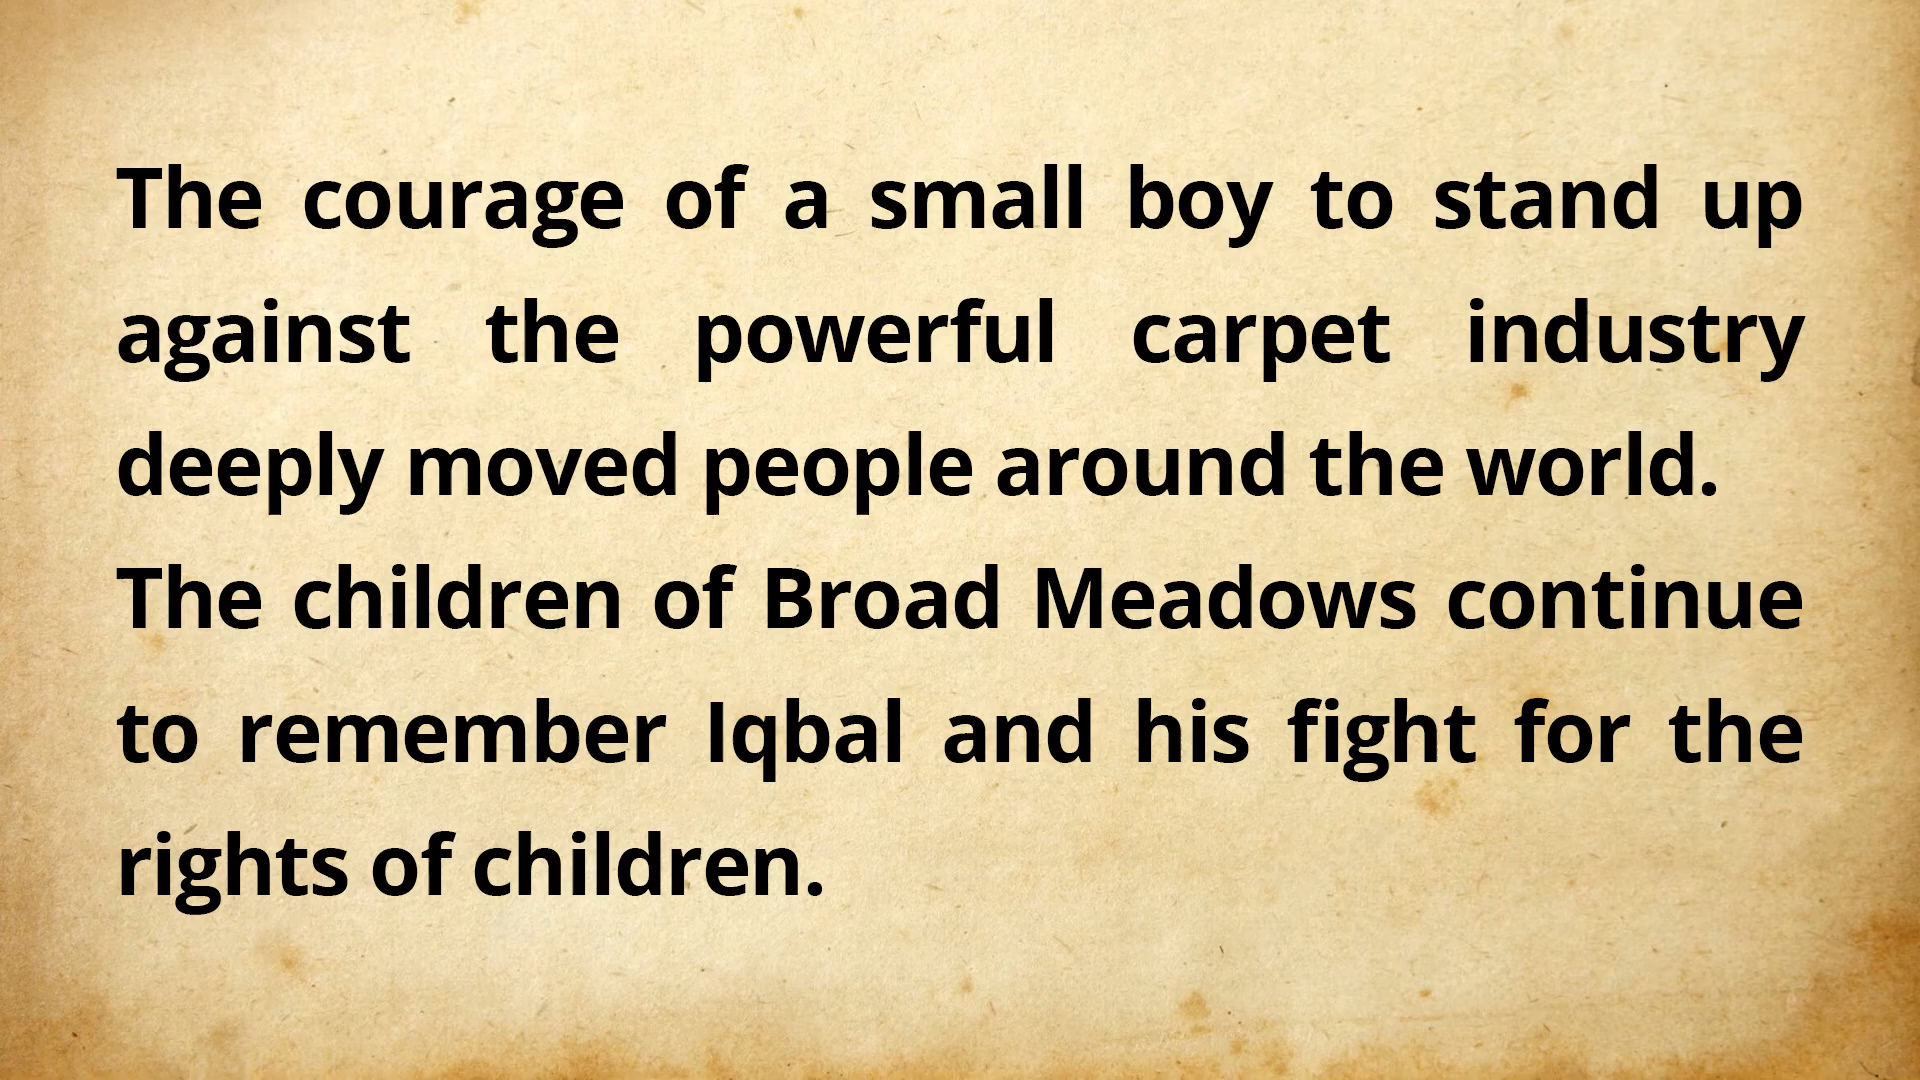 The courage of a small boy to stand up
against the powerful carpet industry
deeply moved people around the world.
The children of Broad Meadows continue
to remember Iqbal and his fight for the
rights of children.